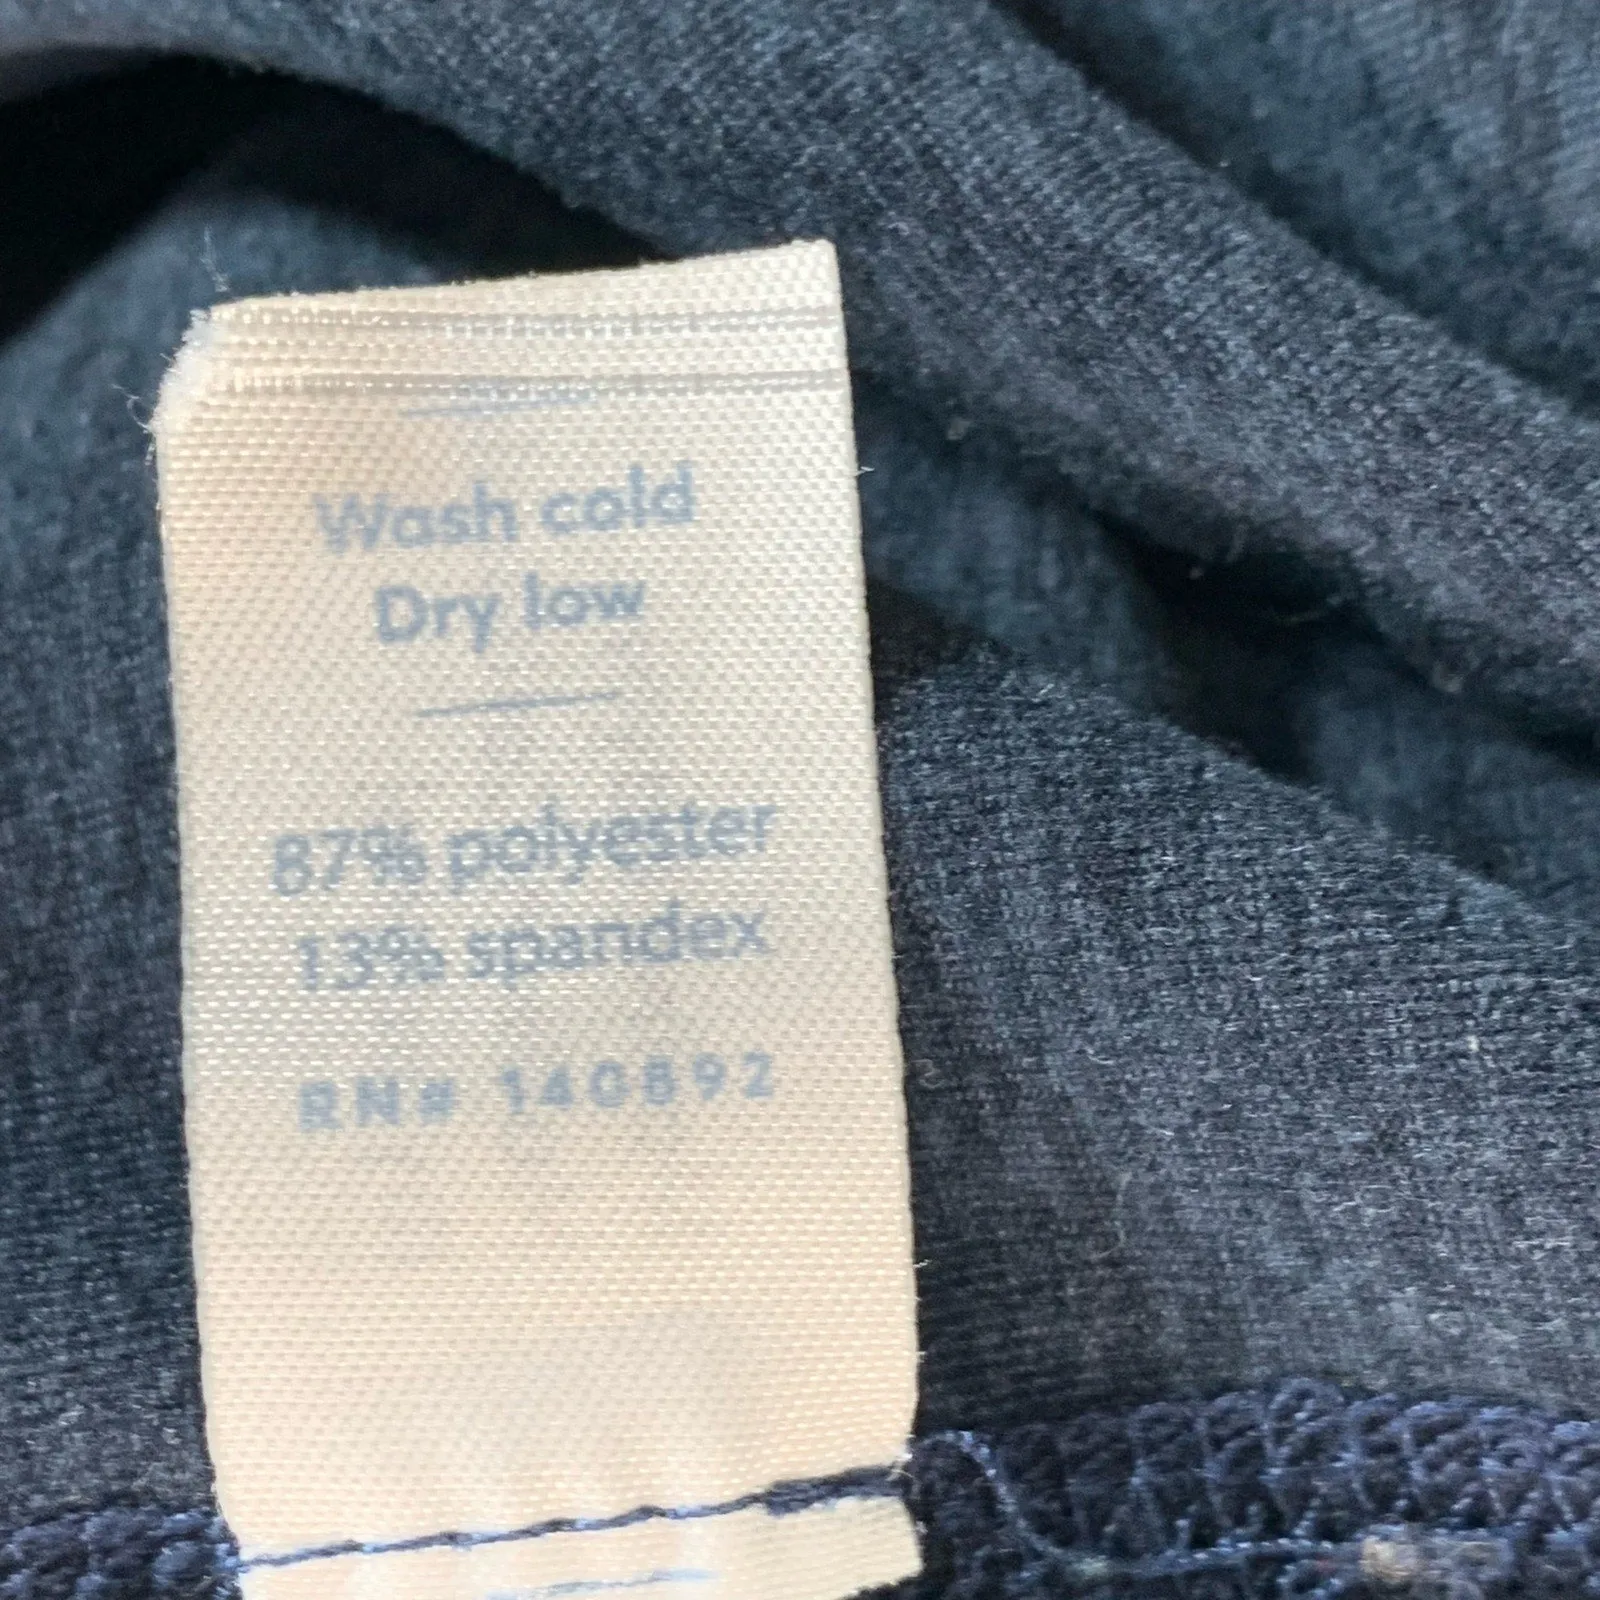 Wash cold
Dry low
87% polyester
13% spandex
RN# 140892